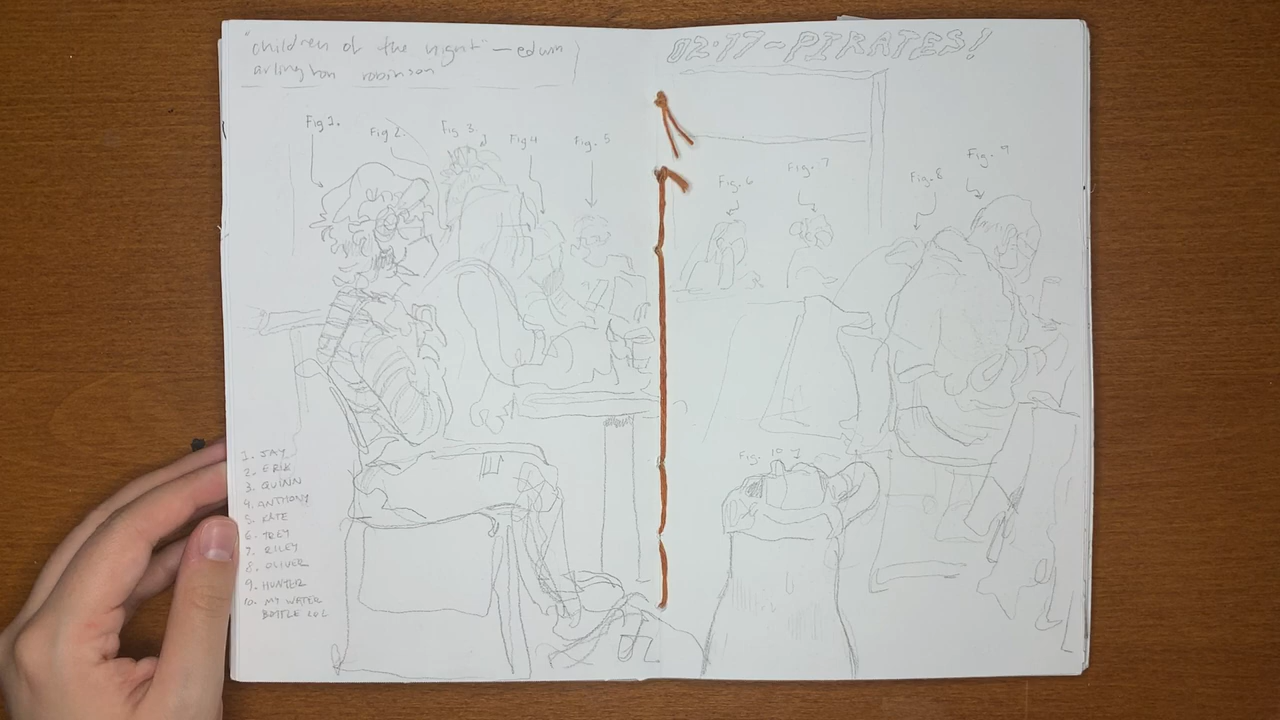 "children of the night" — edwin
arlington robinson
02.17-PIRATES!
Fig 1.
Fig 2
Fig 3.
Fig 4
Fig. 5
Fig. 6
Fig. 7
Fig. 8
Fig. 9
Fig. 10
1. JAY
2. ERIK
3. QUINN
4. ANTHONY
5. KATE
6. TREY
7. RILEY
8. OLIVER
9. HUNTER
10. MY WATER
BOTTLE LOL